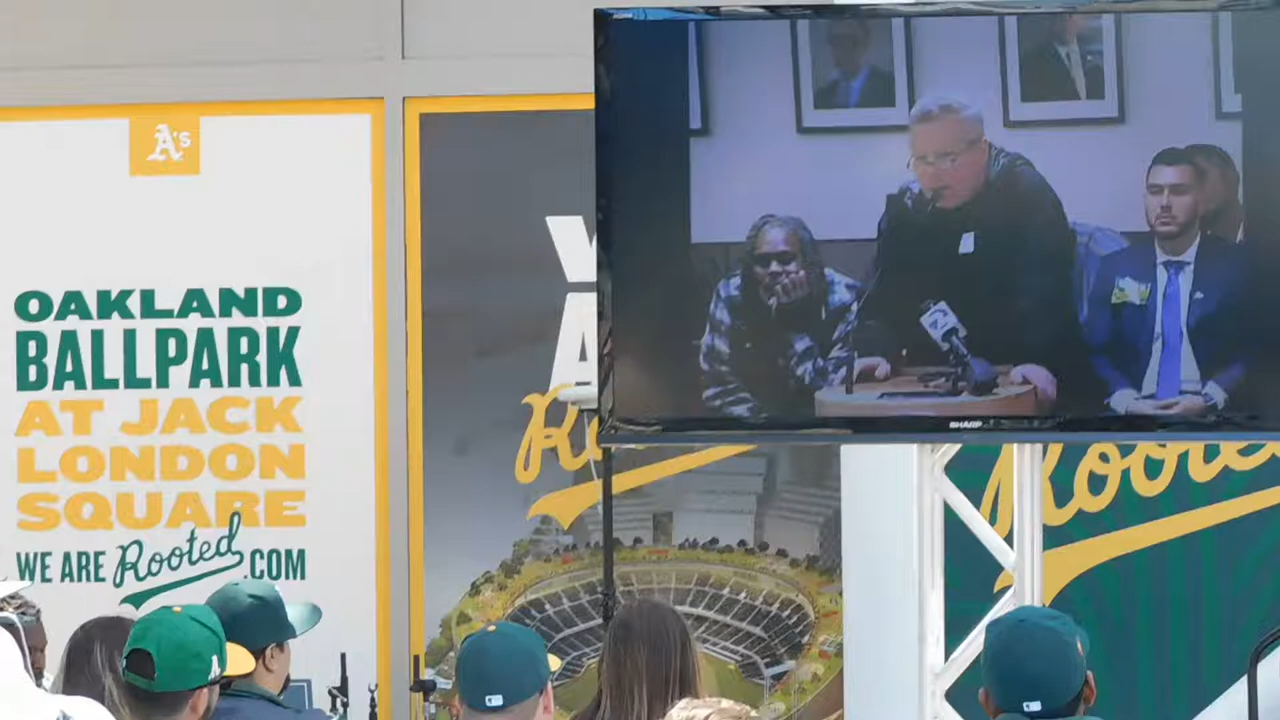 A's
OAKLAND
BALLPARK
AT JACK
LONDON
SQUARE
WE ARE Rooted.COM
Y
A
SHARP
Rooted